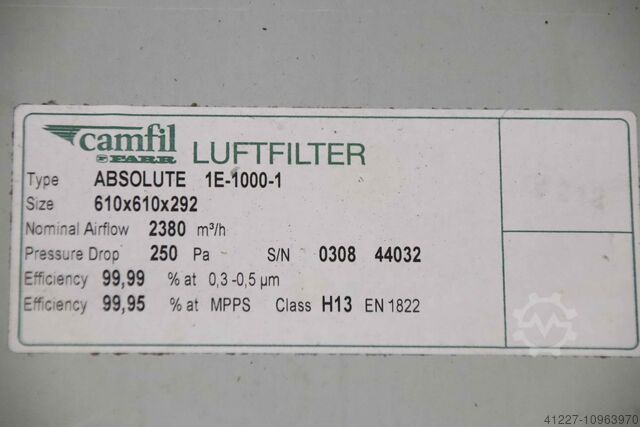 camfil
FARR
LUFTFILTER
Type ABSOLUTE 1E-1000-1
Size 610x610x292
Nominal Airflow 2380 m³/h
Pressure Drop 250 Pa S/N 0308 44032
Efficiency 99,99 % at 0,3 -0,5 µm
Efficiency 99,95 % at MPPS Class H13 EN 1822
41227-10963970